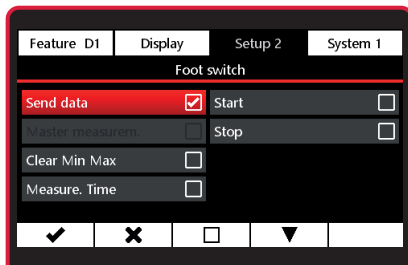 Feature D1 Display Setup 2 System 1
Foot switch
Send data Start
Master measurem. Stop
Clear Min Max
Measure. Time